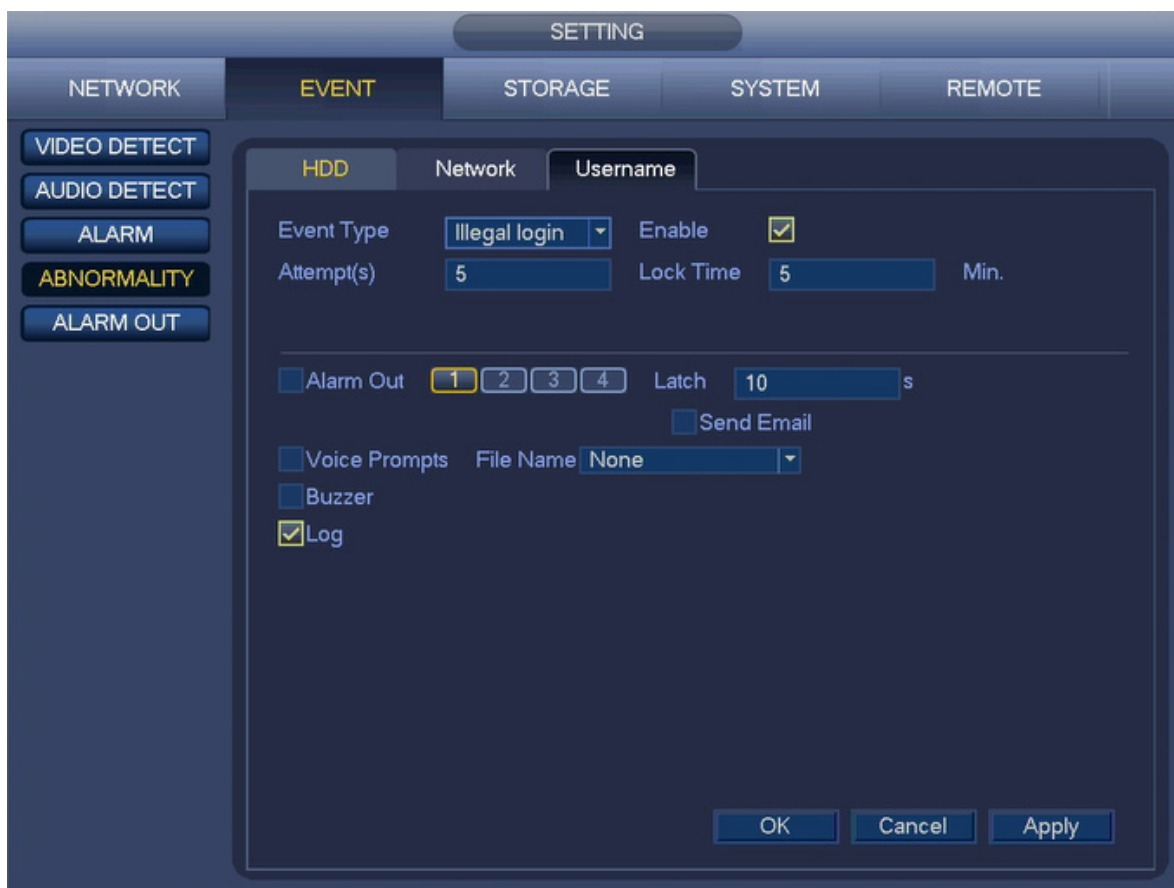 SETTING
NETWORK EVENT STORAGE SYSTEM REMOTE
VIDEO DETECT
AUDIO DETECT
ALARM
ABNORMALITY
ALARM OUT
HDD Network Username
Event Type Illegal login Enable
Attempt(s) 5 Lock Time 5 Min.
Alarm Out 1 2 3 4 Latch 10 s
Send Email
Voice Prompts File Name None
Buzzer
Log
OK Cancel Apply